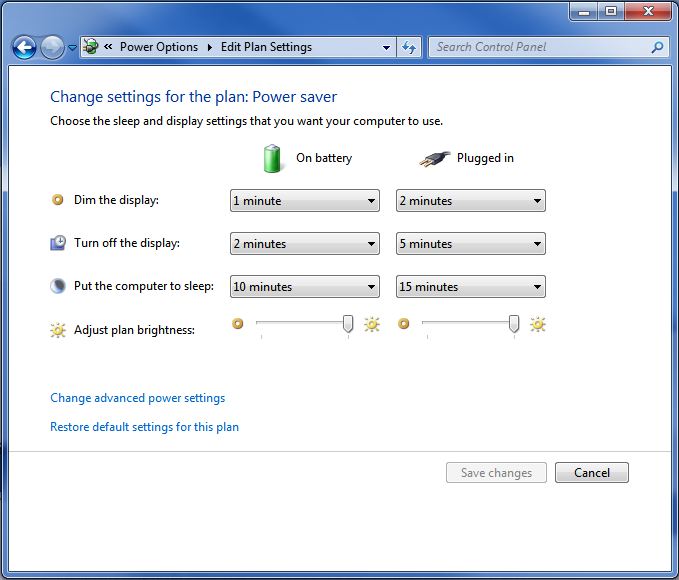 « Power Options ▸ Edit Plan Settings Search Control Panel
Change settings for the plan: Power saver
Choose the sleep and display settings that you want your computer to use.
On battery Plugged in
Dim the display: 1 minute 2 minutes
Turn off the display: 2 minutes 5 minutes
Put the computer to sleep: 10 minutes 15 minutes
Adjust plan brightness:
Change advanced power settings
Restore default settings for this plan
Save changes Cancel